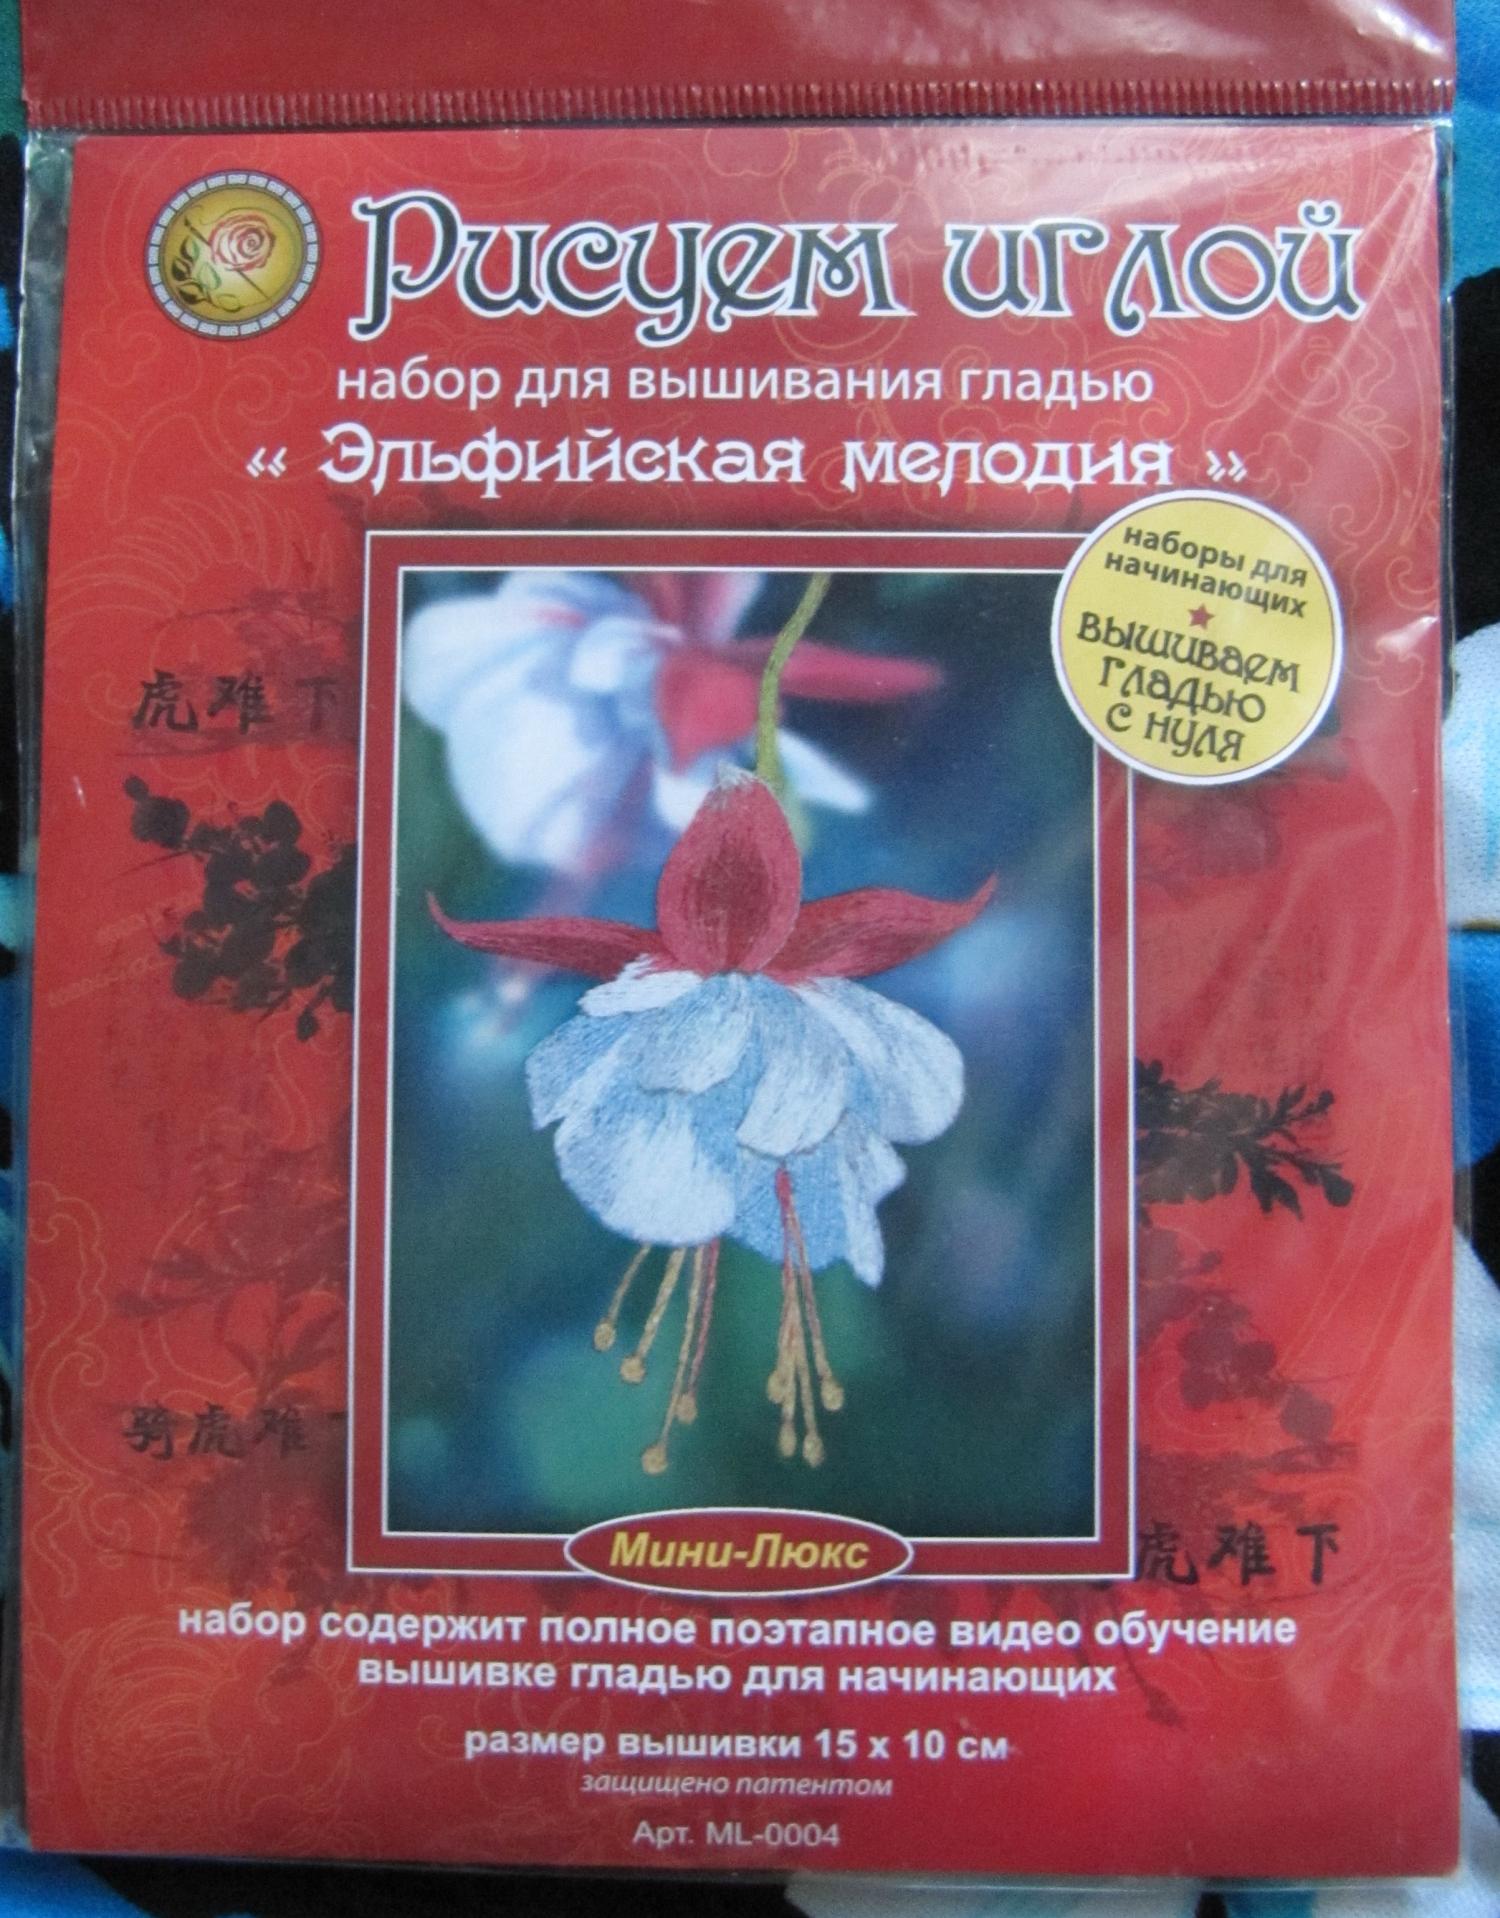 Рисуем иглой
набор для вышивания гладью
« Эльфийская мелодия »
наборы для
начинающих
вышиваем
гладью
с нуля
虎难下
骑虎难下
虎难下
Мини-Люкс
набор содержит полное поэтапное видео обучение
вышивке гладью для начинающих
размер вышивки 15 х 10 см
защищено патентом
Арт. ML-0004